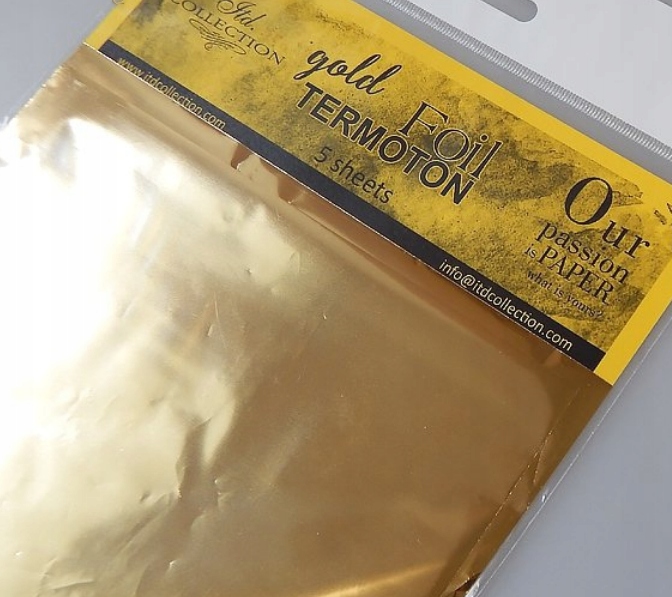 Itd
COLLECTION
gold
Foil
TERMOTON
5 sheets
Our
passion
is PAPER
what is yours?
www.itdcollection.com
info@itdcollection.com